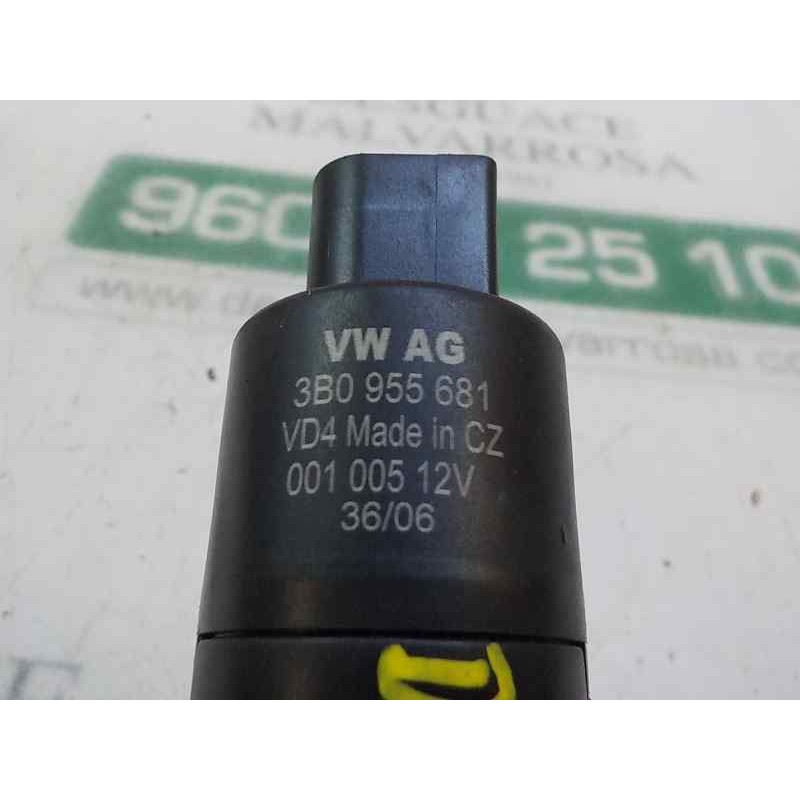 MALVARROSA
960 25 10
VW AG
3B0 955 681
VD4 Made in CZ
001 005 12V
36/06